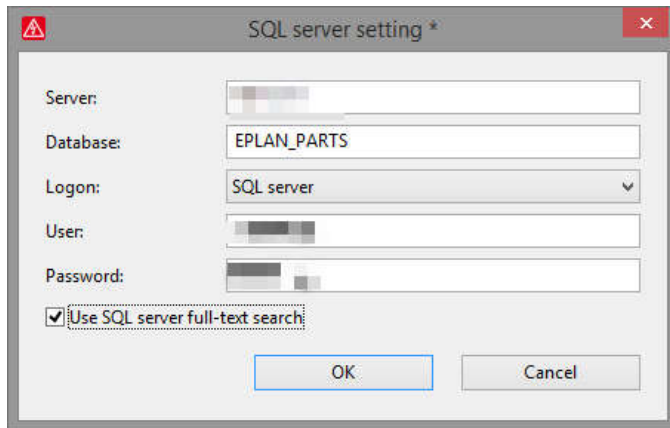 SQL server setting *
Server:
Database: EPLAN_PARTS
Logon: SQL server
User:
Password:
Use SQL server full-text search
OK Cancel